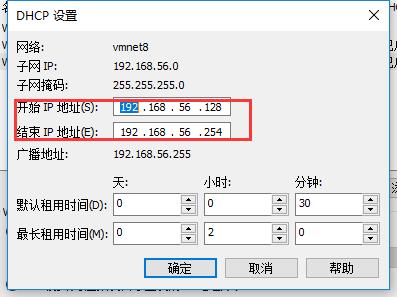 DHCP 设置
网络: vmnet8
子网 IP: 192.168.56.0
子网掩码: 255.255.255.0
开始 IP 地址(S): 192 .168 . 56 .128
结束 IP 地址(E): 192 .168 . 56 .254
广播地址: 192.168.56.255
天: 小时: 分钟:
默认租用时间(D): 0 0 30
最长租用时间(M): 0 2 0
确定 取消 帮助